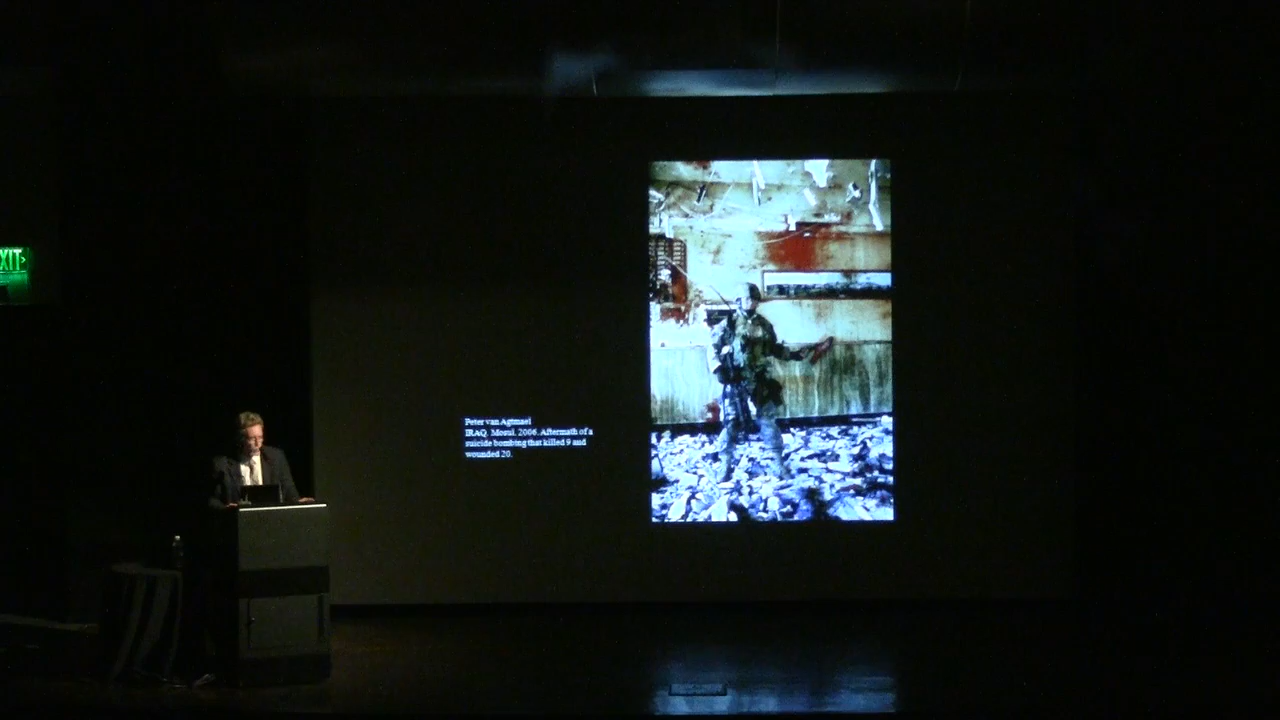 EXIT
Peter van Agtmael
IRAQ. Mosul. 2006. Aftermath of a
suicide bombing that killed 9 and
wounded 20.